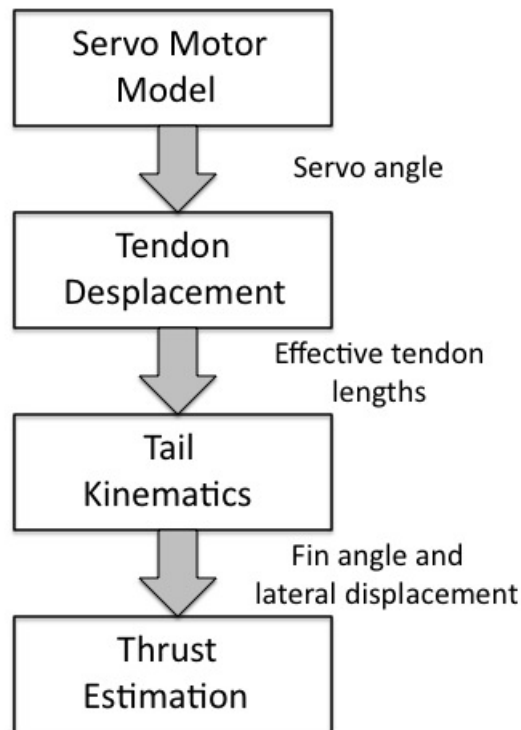 Servo Motor
Model
Servo angle
Tendon
Desplacement
Effective tendon
lengths
Tail
Kinematics
Fin angle and
lateral displacement
Thrust
Estimation